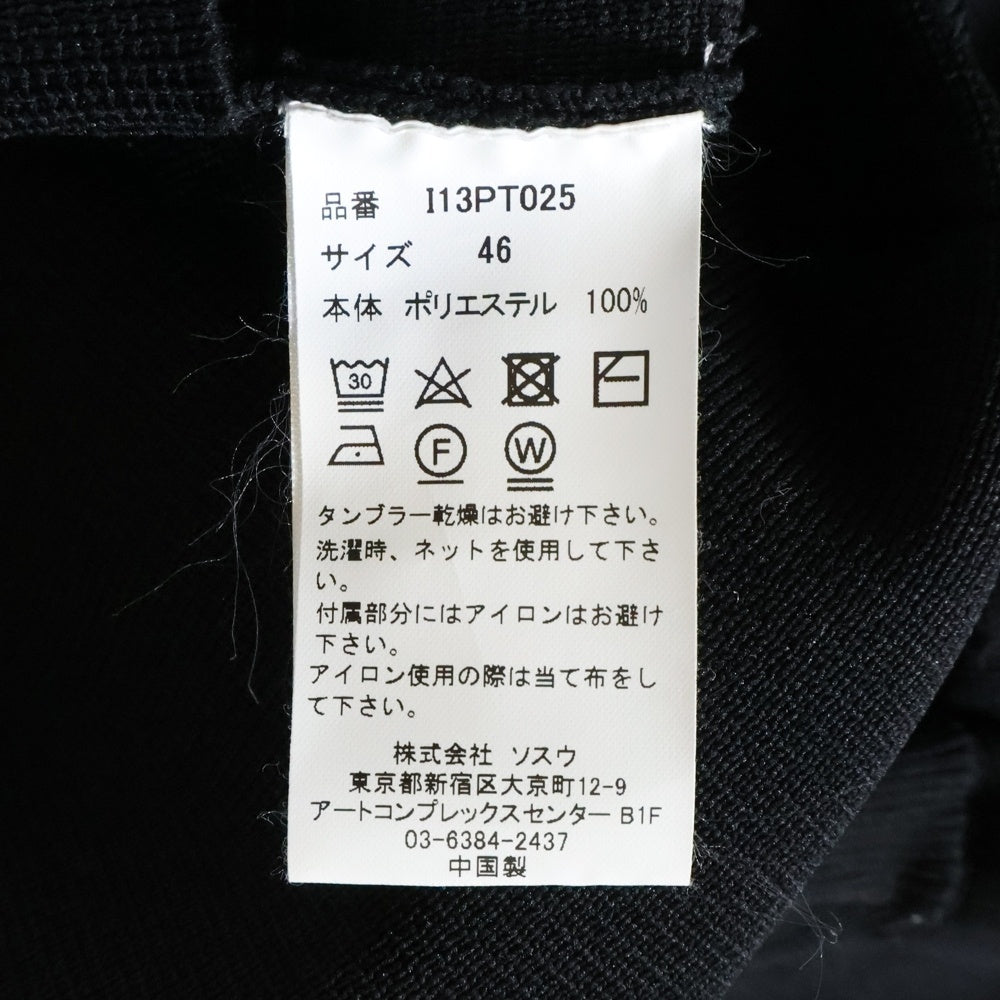 品番 I13PT025
サイズ 46
本体 ポリエステル 100%
30
F W
タンブラー乾燥はお避け下さい。
洗濯時、ネットを使用して下さ
い。
付属部分にはアイロンはお避け
下さい。
アイロン使用の際は当て布をし
て下さい。
株式会社 ソスウ
東京都新宿区大京町12-9
アートコンプレックスセンター B1F
03-6384-2437
中国製